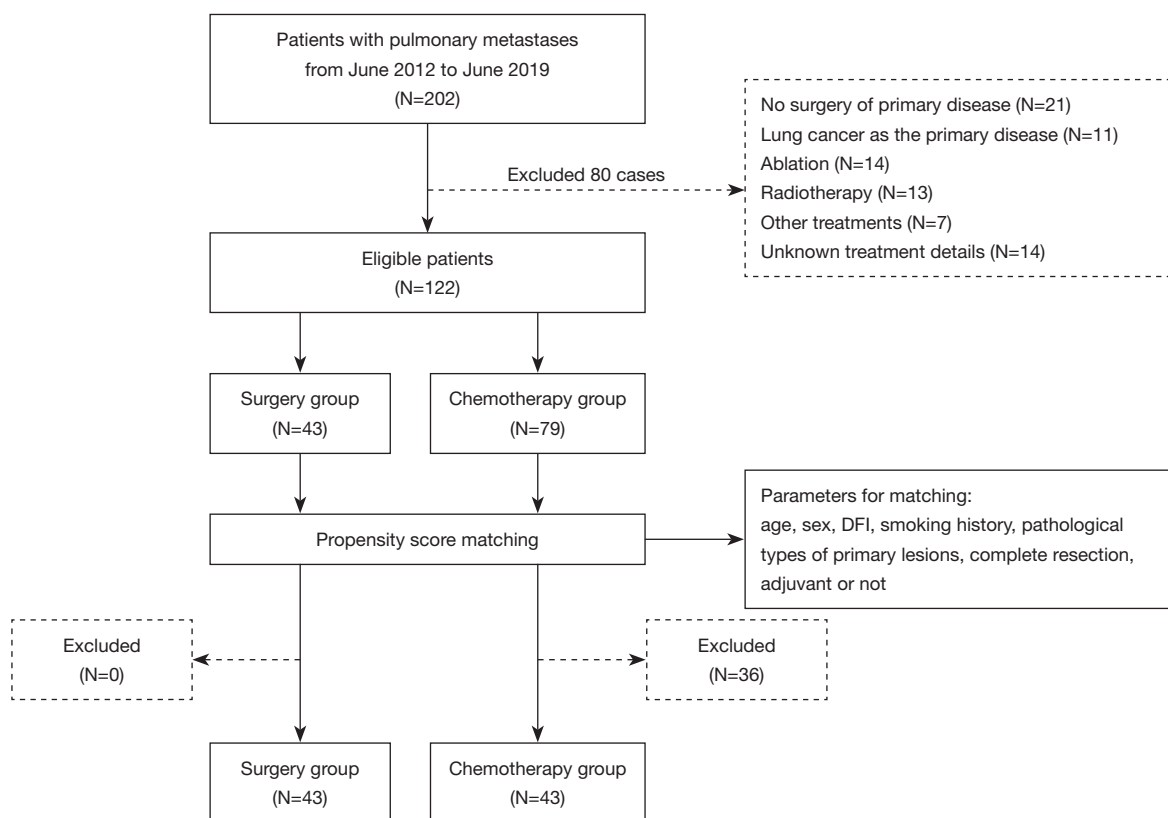 Patients with pulmonary metastases
from June 2012 to June 2019
(N=202)
No surgery of primary disease (N=21)
Lung cancer as the primary disease (N=11)
Ablation (N=14)
Radiotherapy (N=13)
Other treatments (N=7)
Unknown treatment details (N=14)
Excluded 80 cases
Eligible patients
(N=122)
Surgery group
(N=43)
Chemotherapy group
(N=79)
Propensity score matching
Parameters for matching:
age, sex, DFI, smoking history, pathological
types of primary lesions, complete resection,
adjuvant or not
Excluded
(N=0)
Excluded
(N=36)
Surgery group
(N=43)
Chemotherapy group
(N=43)